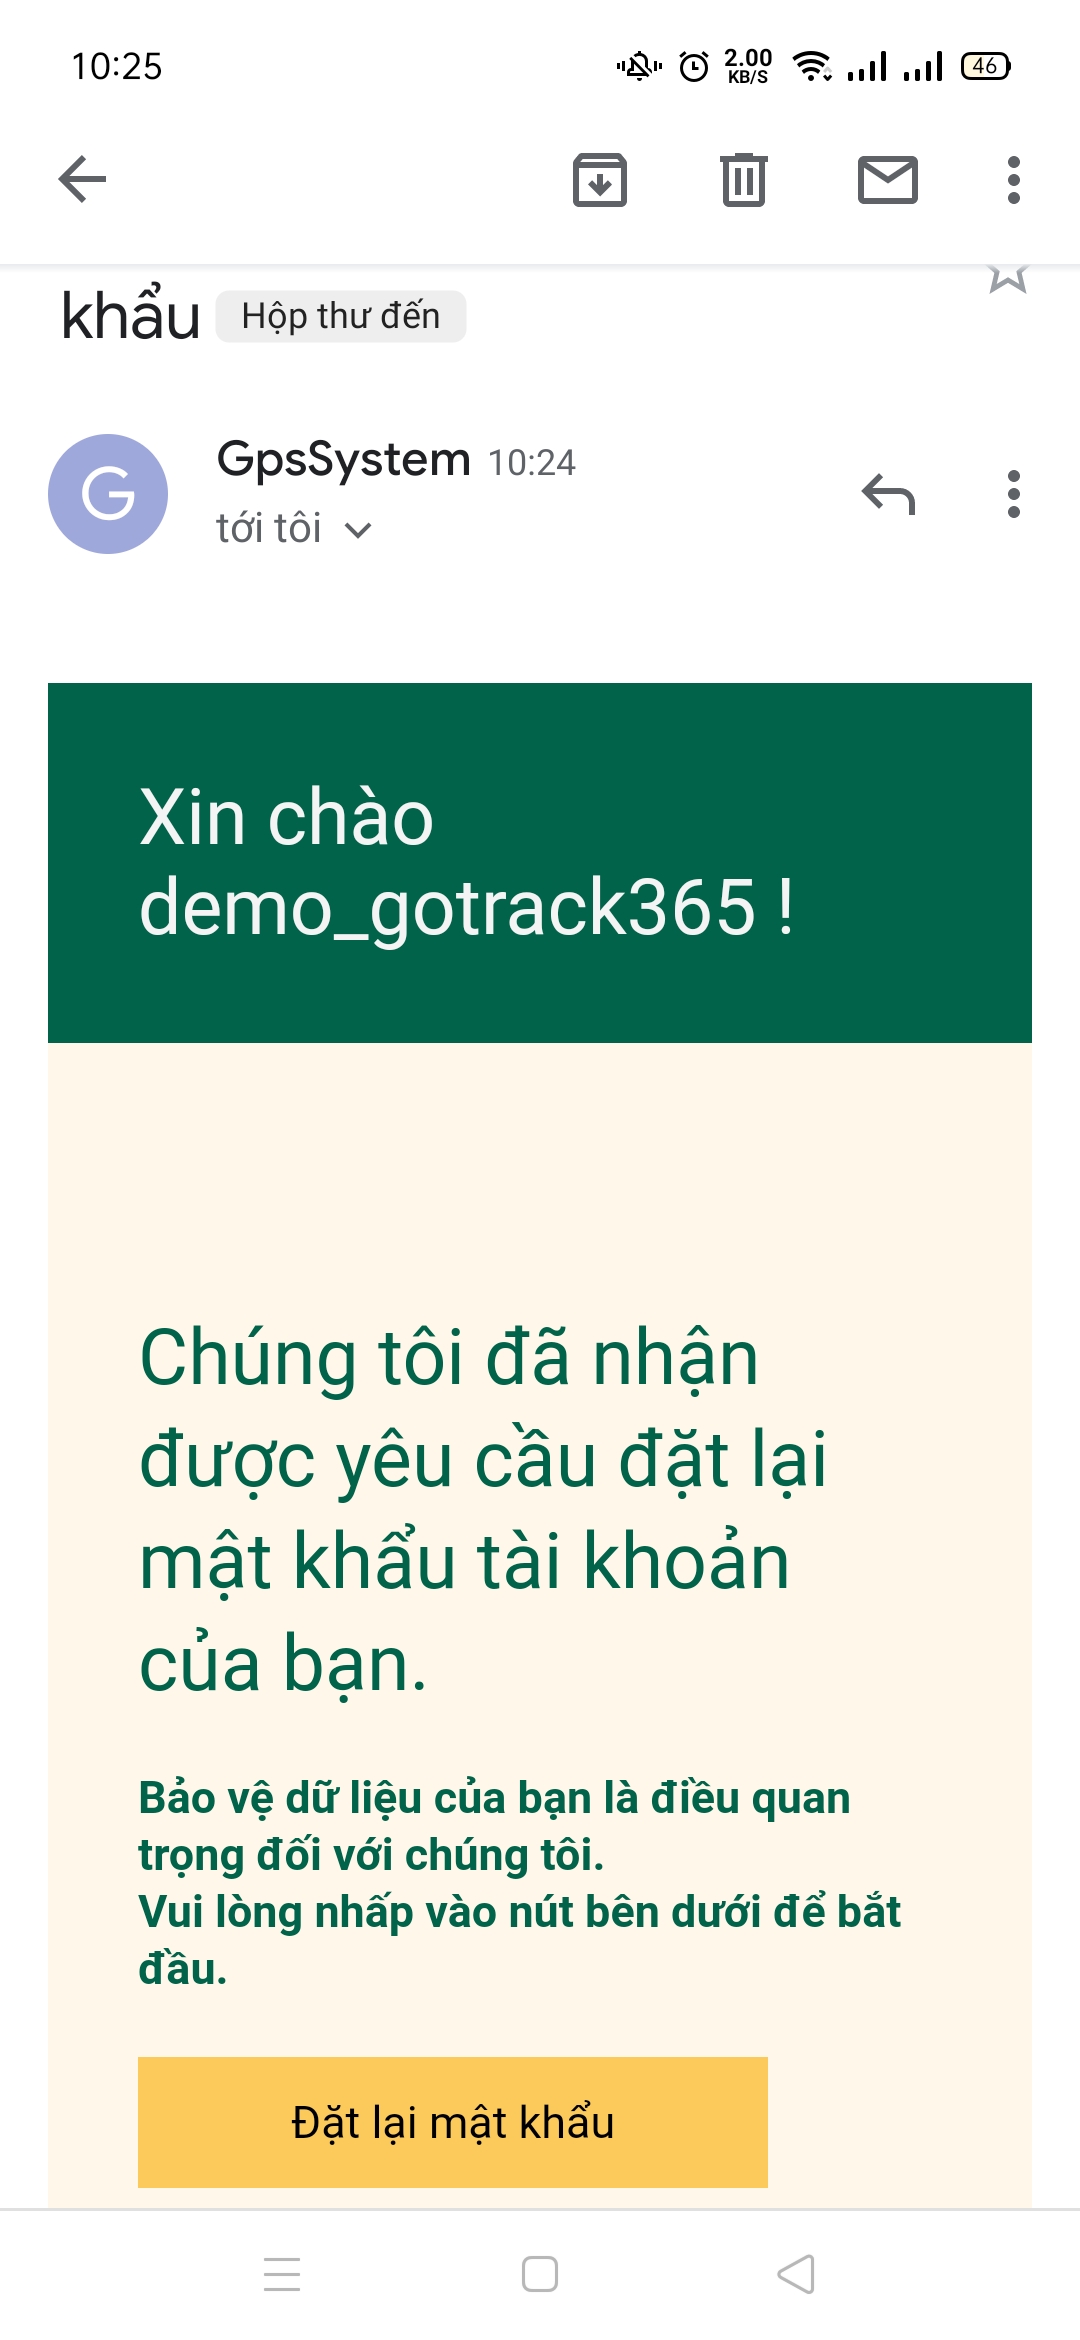 10:25
2.00
KB/S
46
khẩu Hộp thư đến
G
GpsSystem 10:24
tới tôi
Xin chào
demo_gotrack365 !
Chúng tôi đã nhận
được yêu cầu đặt lại
mật khẩu tài khoản
của bạn.
Bảo vệ dữ liệu của bạn là điều quan
trọng đối với chúng tôi.
Vui lòng nhấp vào nút bên dưới để bắt
đầu.
Đặt lại mật khẩu